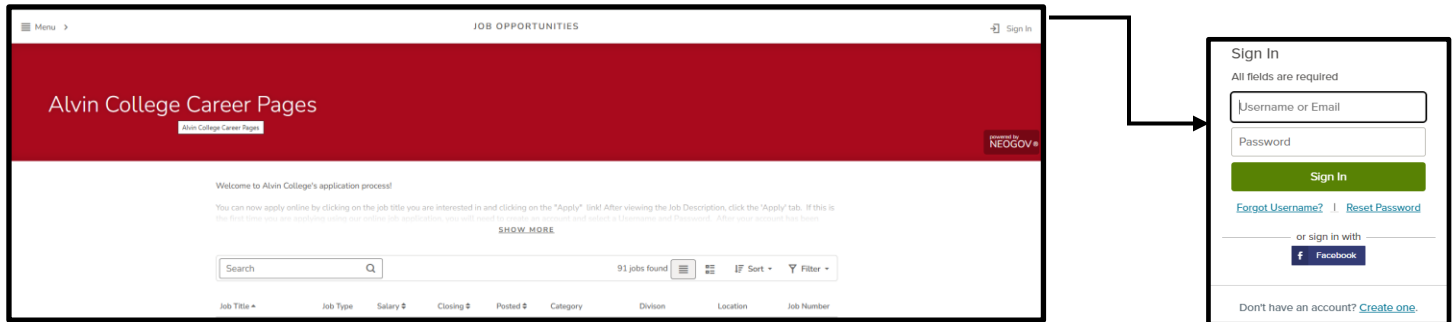 Menu >
JOB OPPORTUNITIES
Sign In
Alvin College Career Pages
Alvin College Career Pages
powered by
NEOGOV
Welcome to Alvin College's application process!
You can now apply online by clicking on the job title you are interested in and clicking on the "Apply" link! After viewing the Job Description, click the 'Apply' tab. If this is
the first time you are applying using our online job application, you will need to create an account and select a Username and Password. After your account has been
SHOW MORE
Search
91 jobs found
Sort
Filter
Job Title
Job Type
Salary
Closing
Posted
Category
Divison
Location
Job Number
Sign In
All fields are required
Username or Email
Password
Sign In
Forgot Username? | Reset Password
or sign in with
f Facebook
Don't have an account? Create one.